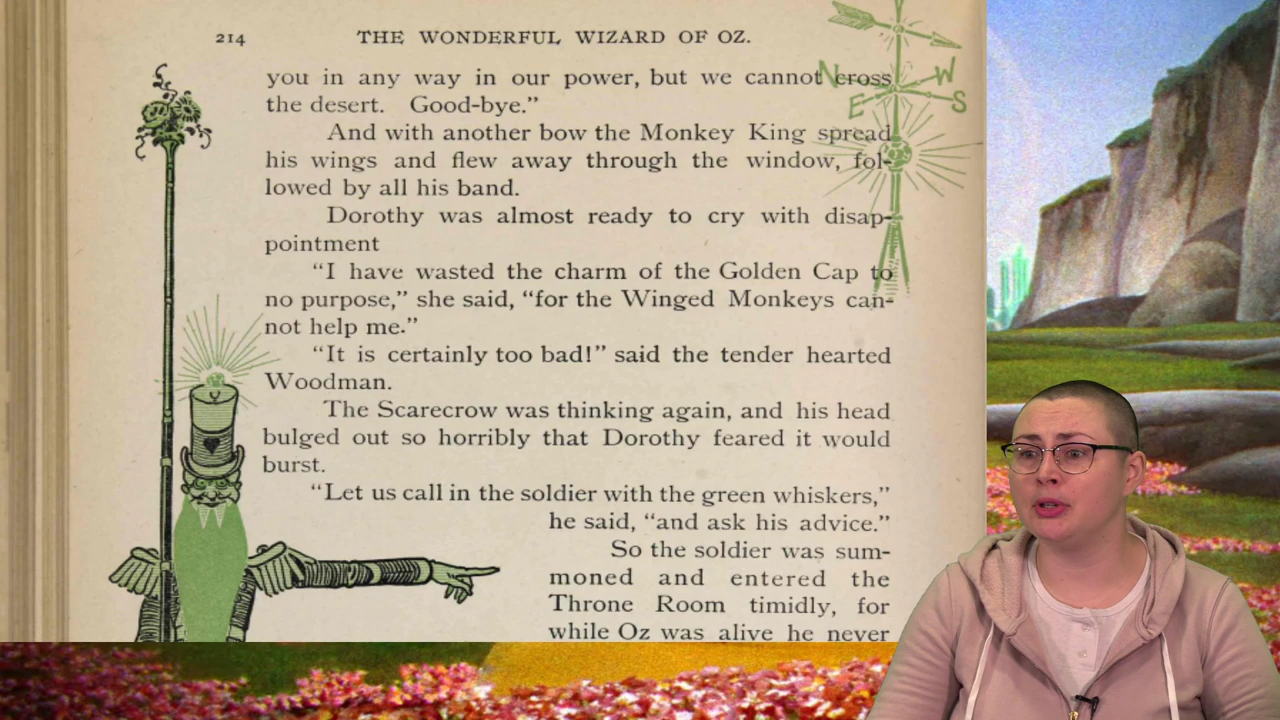 214 THE WONDERFUL WIZARD OF OZ.
you in any way in our power, but we cannot cross
the desert. Good-bye.”
And with another bow the Monkey King spread
his wings and flew away through the window, fol-
lowed by all his band.
Dorothy was almost ready to cry with disap-
pointment
“I have wasted the charm of the Golden Cap to
no purpose,” she said, “for the Winged Monkeys can-
not help me.”
“It is certainly too bad!” said the tender hearted
Woodman.
The Scarecrow was thinking again, and his head
bulged out so horribly that Dorothy feared it would
burst.
“Let us call in the soldier with the green whiskers,”
he said, “and ask his advice.”
So the soldier was sum-
moned and entered the
Throne Room timidly, for
while Oz was alive he never
N W
E S